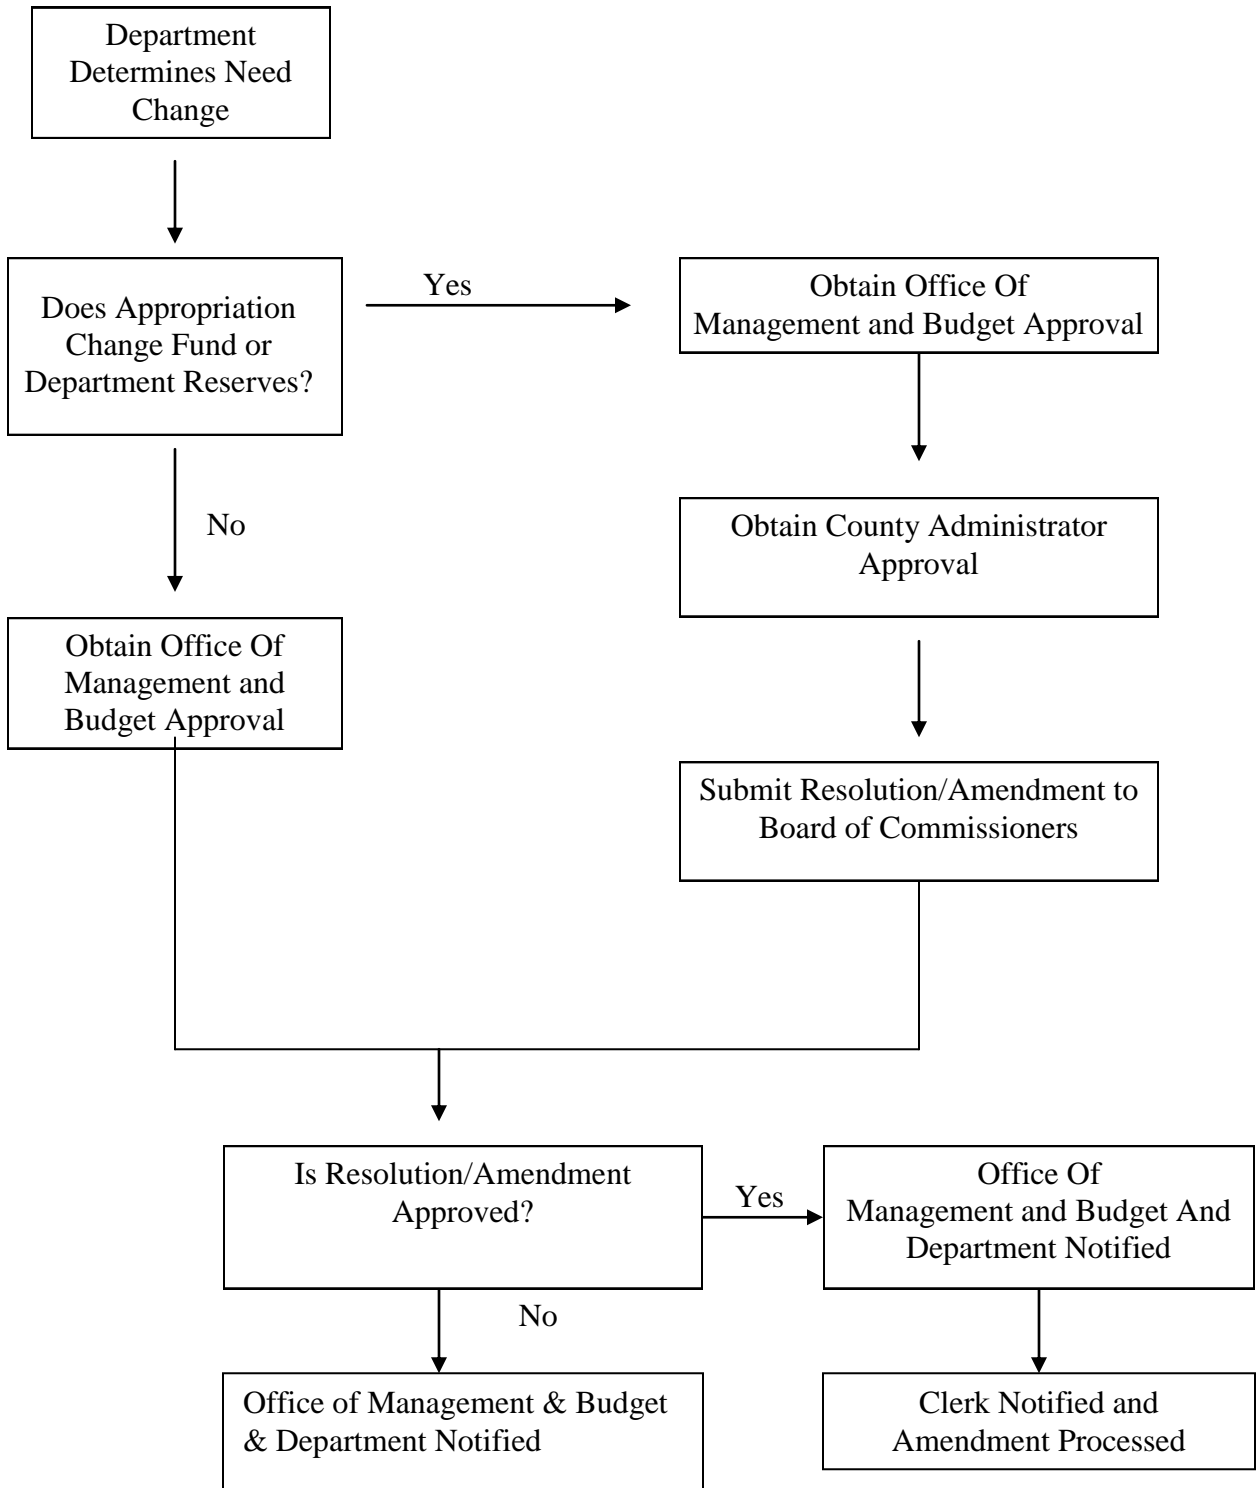 Department
Determines Need
Change
Does Appropriation
Change Fund or
Department Reserves?
Yes
Obtain Office Of
Management and Budget Approval
No
Obtain County Administrator
Approval
Obtain Office Of
Management and
Budget Approval
Submit Resolution/Amendment to
Board of Commissioners
Is Resolution/Amendment
Approved?
Yes
Office Of
Management and Budget And
Department Notified
No
Office of Management & Budget
& Department Notified
Clerk Notified and
Amendment Processed